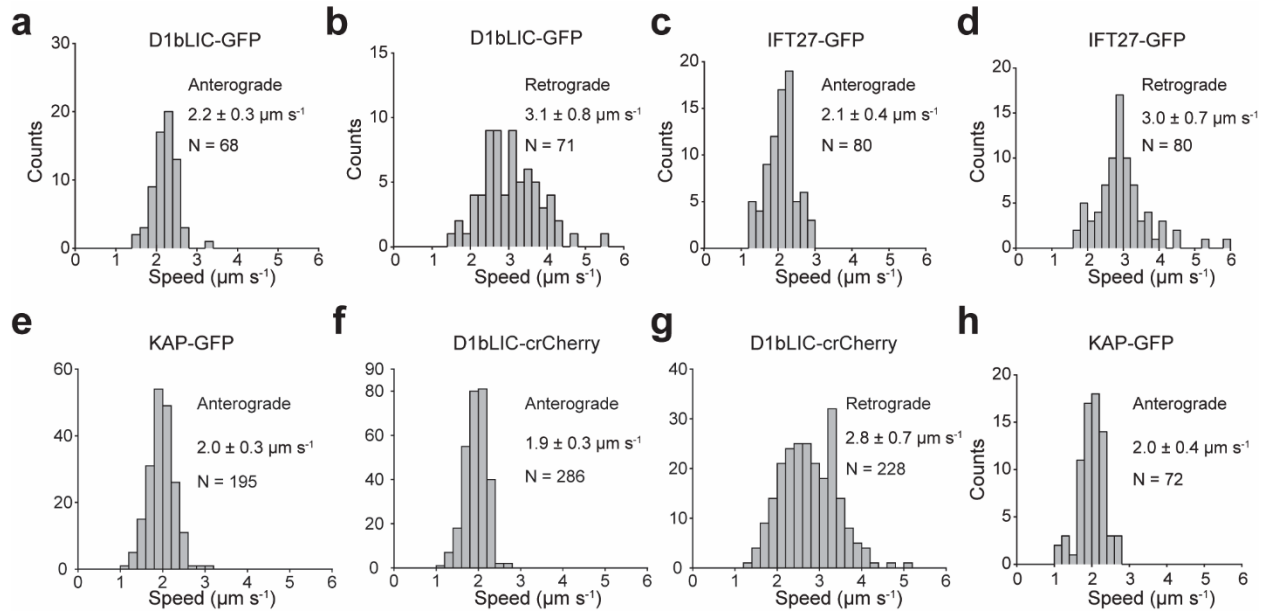 a
D1bLIC-GFP
Anterograde
2.2 ± 0.3 µm s⁻¹
N = 68
Counts
30
20
10
0
0 1 2 3 4 5 6
Speed (µm s⁻¹)
b
D1bLIC-GFP
Retrograde
3.1 ± 0.8 µm s⁻¹
N = 71
Counts
15
10
5
0
0 1 2 3 4 5 6
Speed (µm s⁻¹)
c
IFT27-GFP
Anterograde
2.1 ± 0.4 µm s⁻¹
N = 80
Counts
20
15
10
5
0
0 1 2 3 4 5 6
Speed (µm s⁻¹)
d
IFT27-GFP
Retrograde
3.0 ± 0.7 µm s⁻¹
N = 80
Counts
20
15
10
5
0
0 1 2 3 4 5 6
Speed (µm s⁻¹)
e
KAP-GFP
Anterograde
2.0 ± 0.3 µm s⁻¹
N = 195
Counts
60
40
20
0
0 1 2 3 4 5 6
Speed (µm s⁻¹)
f
D1bLIC-crCherry
Anterograde
1.9 ± 0.3 µm s⁻¹
N = 286
90
80
60
40
20
0
0 1 2 3 4 5 6
Speed (µm s⁻¹)
g
D1bLIC-crCherry
Retrograde
2.8 ± 0.7 µm s⁻¹
N = 228
40
30
20
10
0
0 1 2 3 4 5 6
Speed (µm s⁻¹)
h
KAP-GFP
Anterograde
2.0 ± 0.4 µm s⁻¹
N = 72
Counts
20
15
10
5
0
0 1 2 3 4 5 6
Speed (µm s⁻¹)